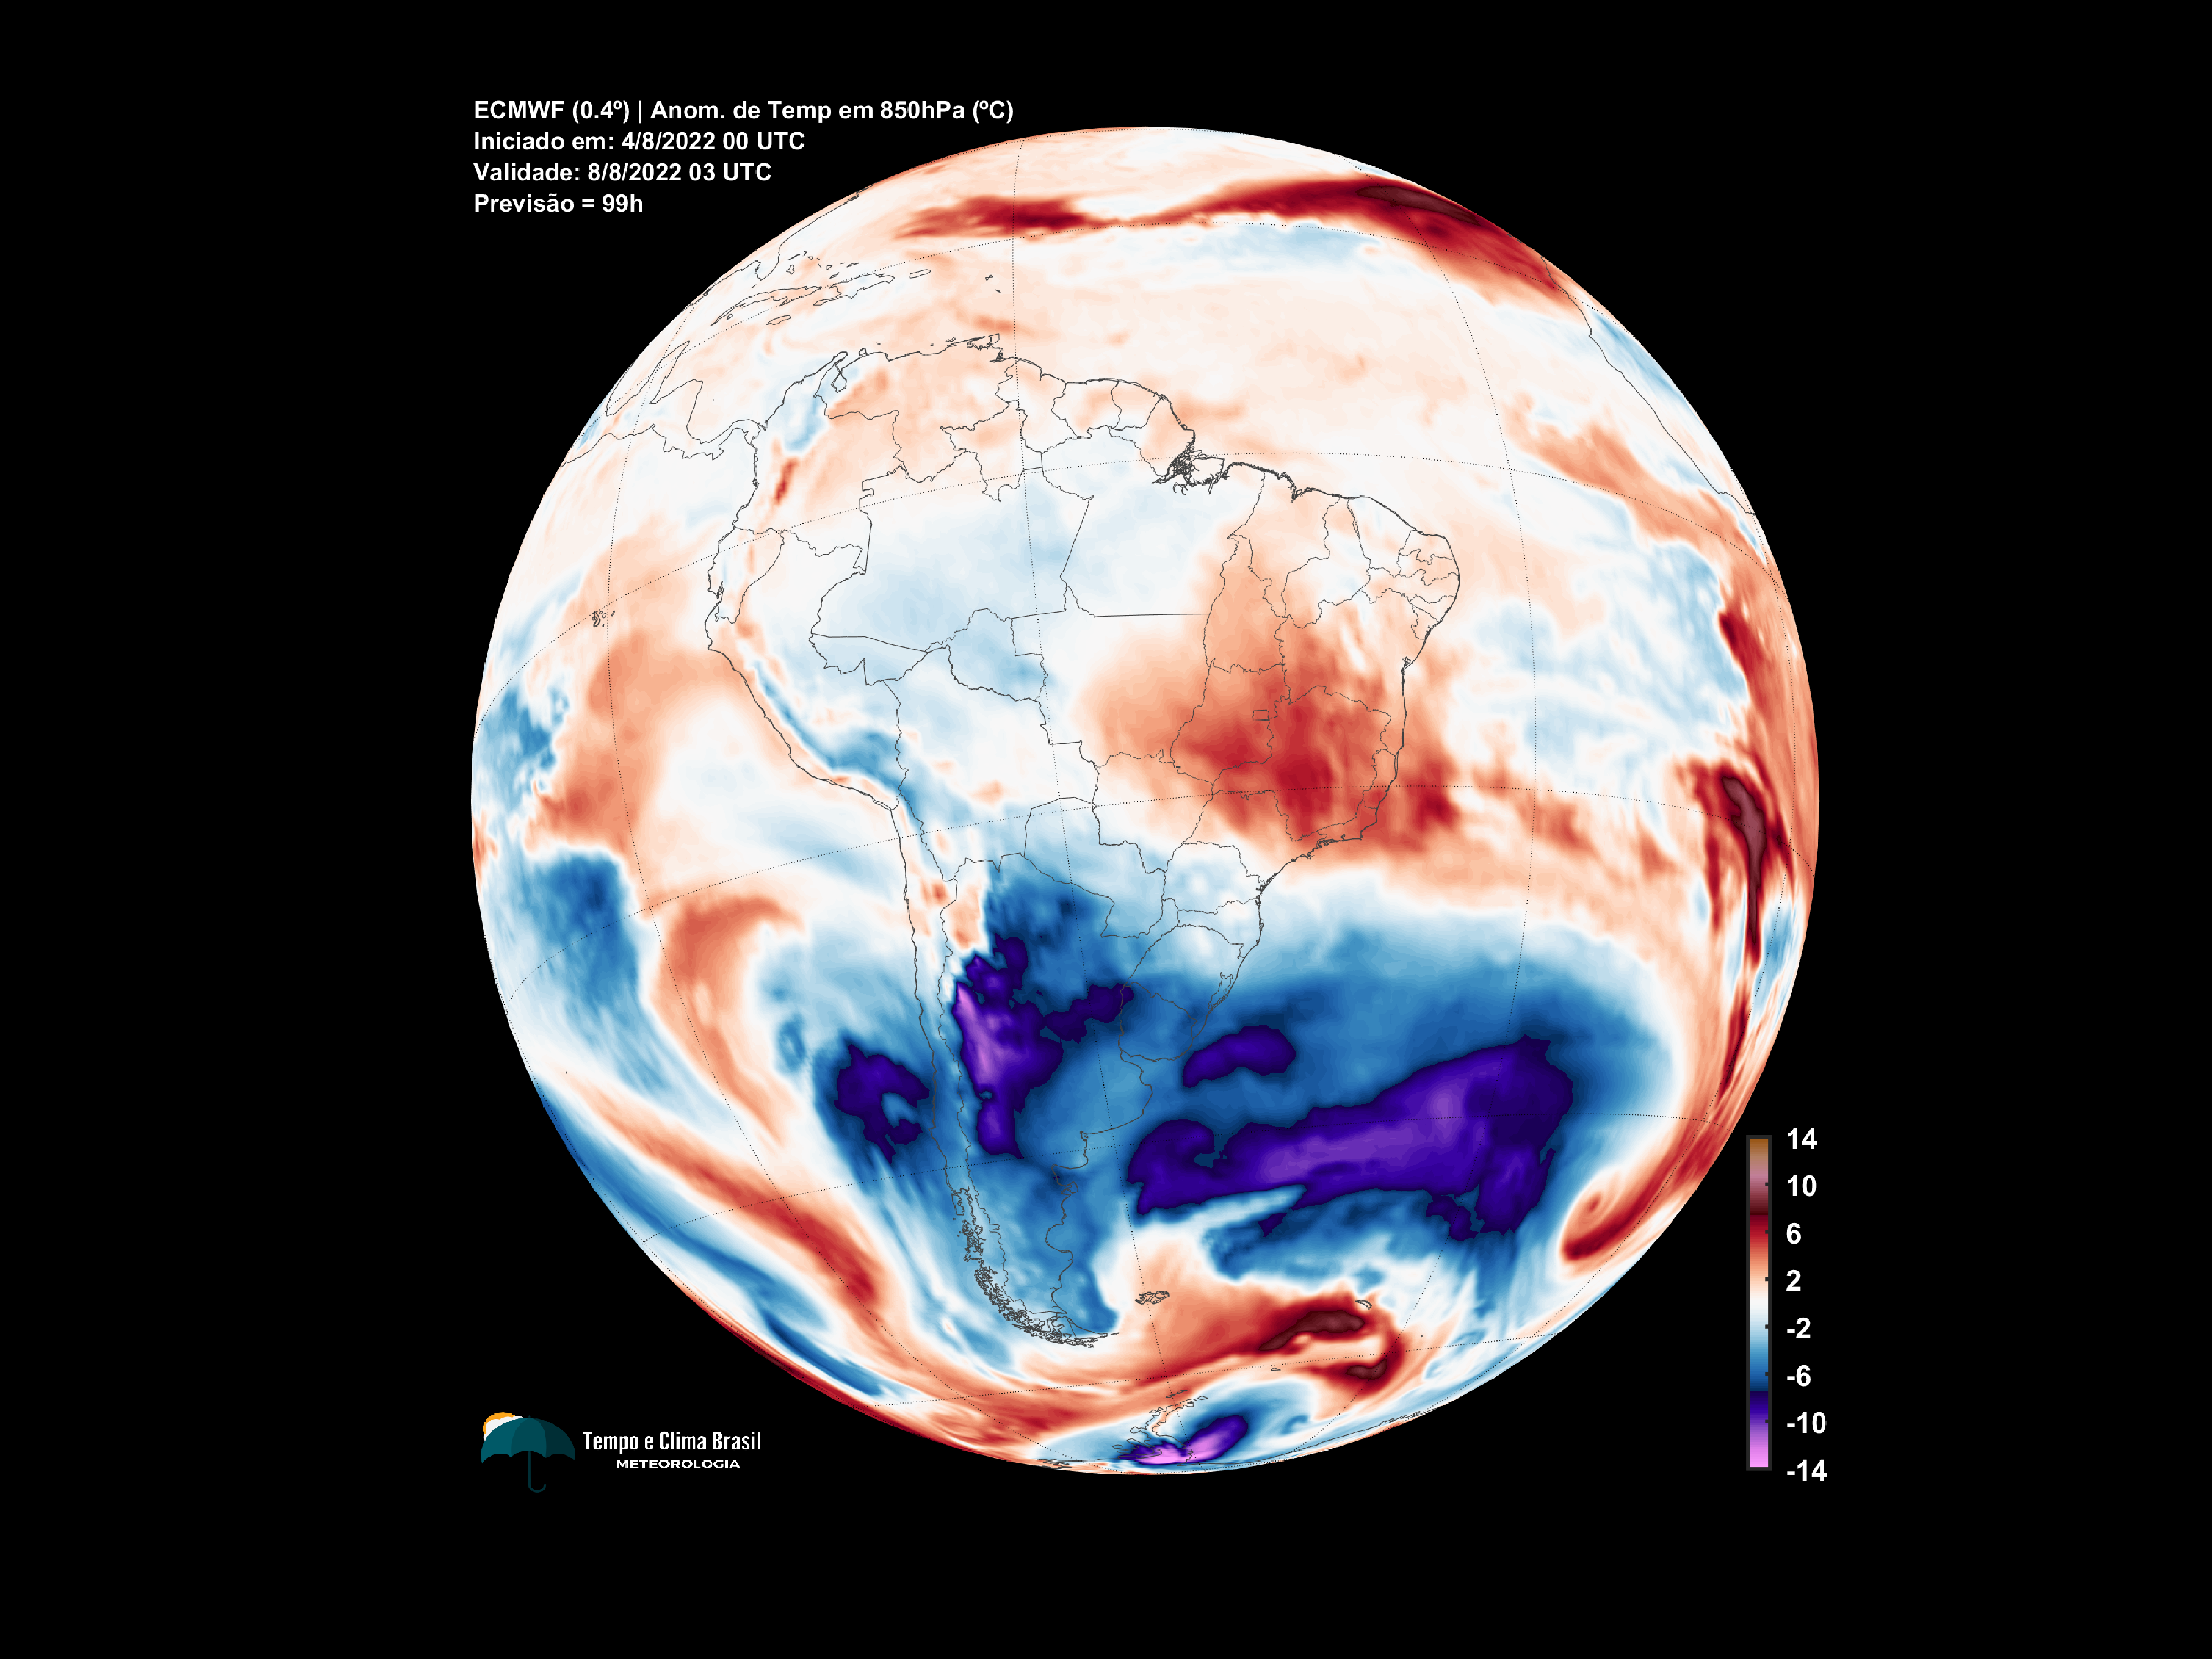 ECMWF (0.4º) | Anom. de Temp em 850hPa (ºC)
Iniciado em: 4/8/2022 00 UTC
Validade: 8/8/2022 03 UTC
Previsão = 99h
14
10
6
2
-2
-6
-10
-14
Tempo e Clima Brasil
METEOROLOGIA